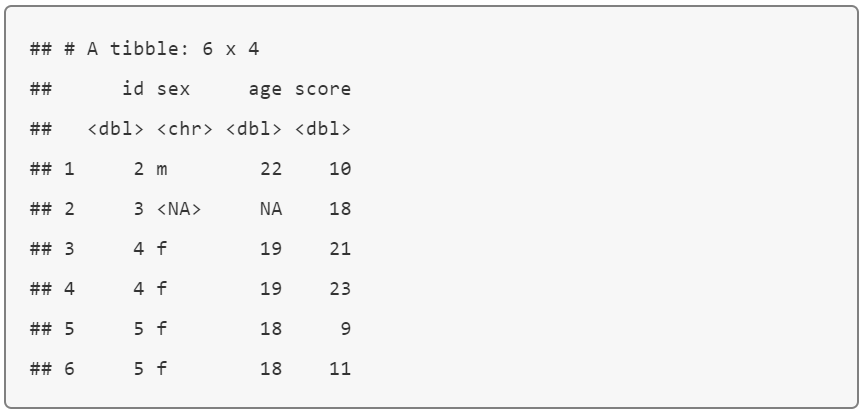 ## # A tibble: 6 x 4
##      id sex     age score
##   <dbl> <chr> <dbl> <dbl>
## 1     2 m        22    10
## 2     3 <NA>     NA    18
## 3     4 f        19    21
## 4     4 f        19    23
## 5     5 f        18     9
## 6     5 f        18    11